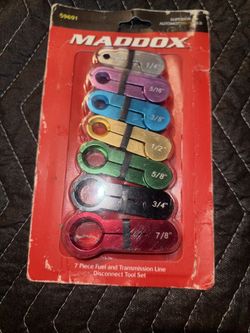 59691
SUPERIOR
MADDOX
1/4"
5/16"
3/8"
1/2"
5/8"
3/4"
7/8"
7 Piece Fuel and Transmission Line
Disconnect Tool Set